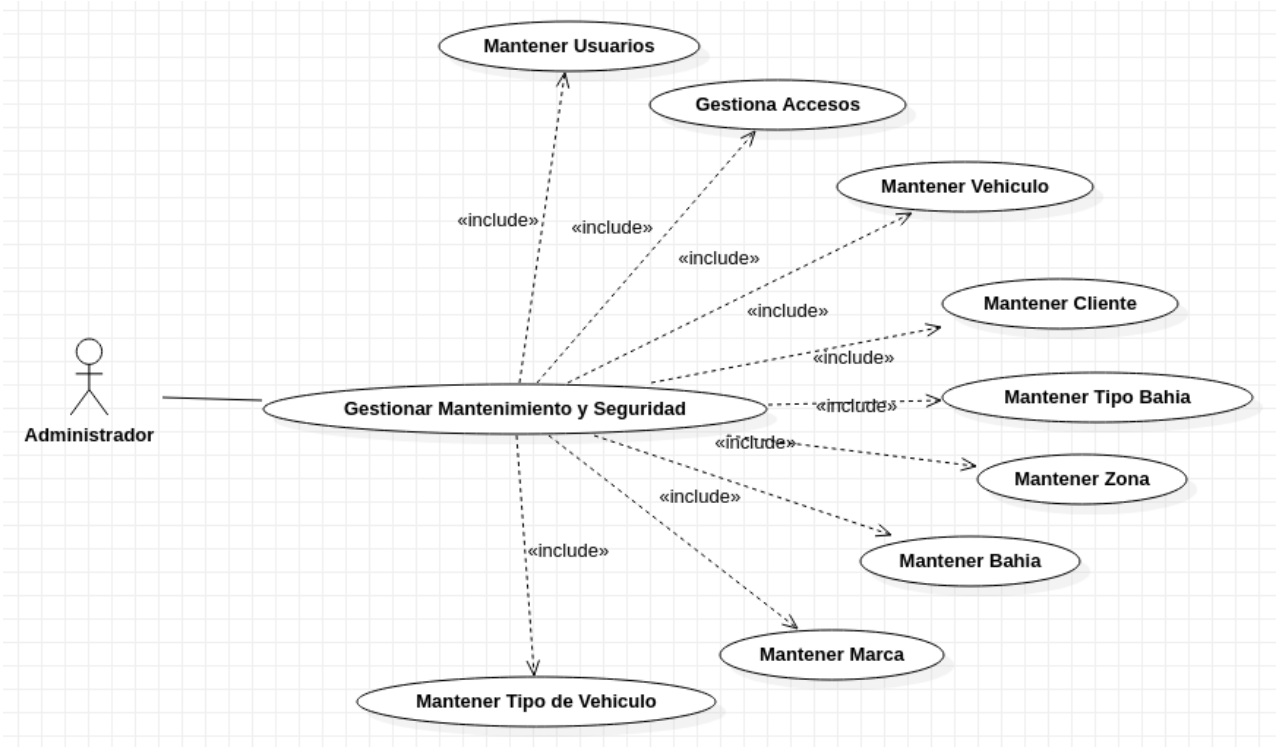 Mantener Usuarios
Gestiona Accesos
Mantener Vehiculo
«include»
«include»
«include»
Mantener Cliente
«include»
«include»
Mantener Tipo Bahia
«include»
Gestionar Mantenimiento y Seguridad
Administrador
«include»
Mantener Zona
«include»
Mantener Bahia
«include»
Mantener Marca
Mantener Tipo de Vehiculo